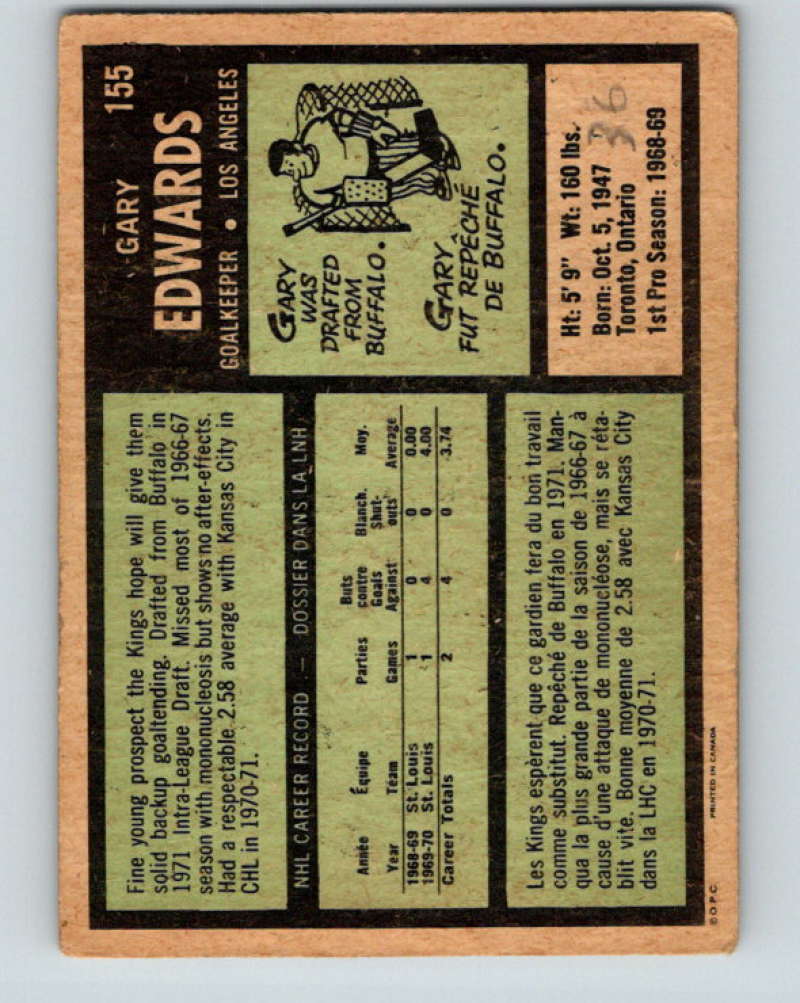 155
GARY
EDWARDS
GOALKEEPER • LOS ANGELES
Fine young prospect the Kings hope will give them
solid backup goaltending. Drafted from Buffalo in
1971 Intra-League Draft. Missed most of 1966-67
season with mononucleosis but shows no after-effects.
Had a respectable 2.58 average with Kansas City in
CHL in 1970-71.
GARY
WAS
DRAFTED
FROM
BUFFALO.
GARY
FUT REPÊCHÉ
DE BUFFALO.
NHL CAREER RECORD — DOSSIER DANS LA LNH
Année Équipe Parties Buts contre Blanch. Moy.
Year Team Games Goals Against Shut-outs Average
1968-69 St. Louis 1 0 0 0.00
1969-70 St. Louis 1 4 0 4.00
Career Totals 2 4 0 3.74
Ht: 5' 9" Wt: 160 lbs.
Born: Oct. 5, 1947
Toronto, Ontario
1st Pro Season: 1968-69
36
Les Kings espèrent que ce gardien fera du bon travail
comme substitut. Repêché de Buffalo en 1971. Man-
qua la plus grande partie de la saison de 1966-67 à
cause d'une attaque de mononucléose, mais se réta-
blit vite. Bonne moyenne de 2.58 avec Kansas City
dans la LHC en 1970-71.
©O.P.C. PRINTED IN CANADA